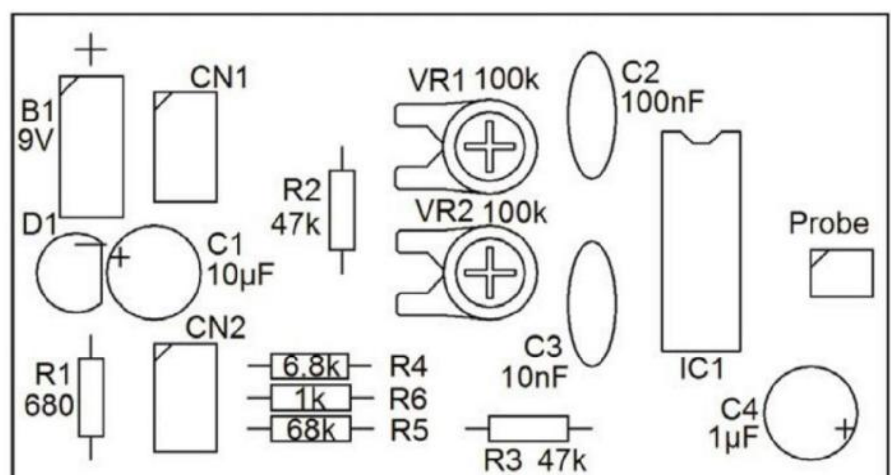 +
CN1
B1
9V
VR1 100k
C2
100nF
R2
47k
VR2 100k
Probe
D1
+
C1
10µF
CN2
R1
680
6.8k R4
1k R6
68k R5
C3
10nF
IC1
C4
1µF
+
R3 47k